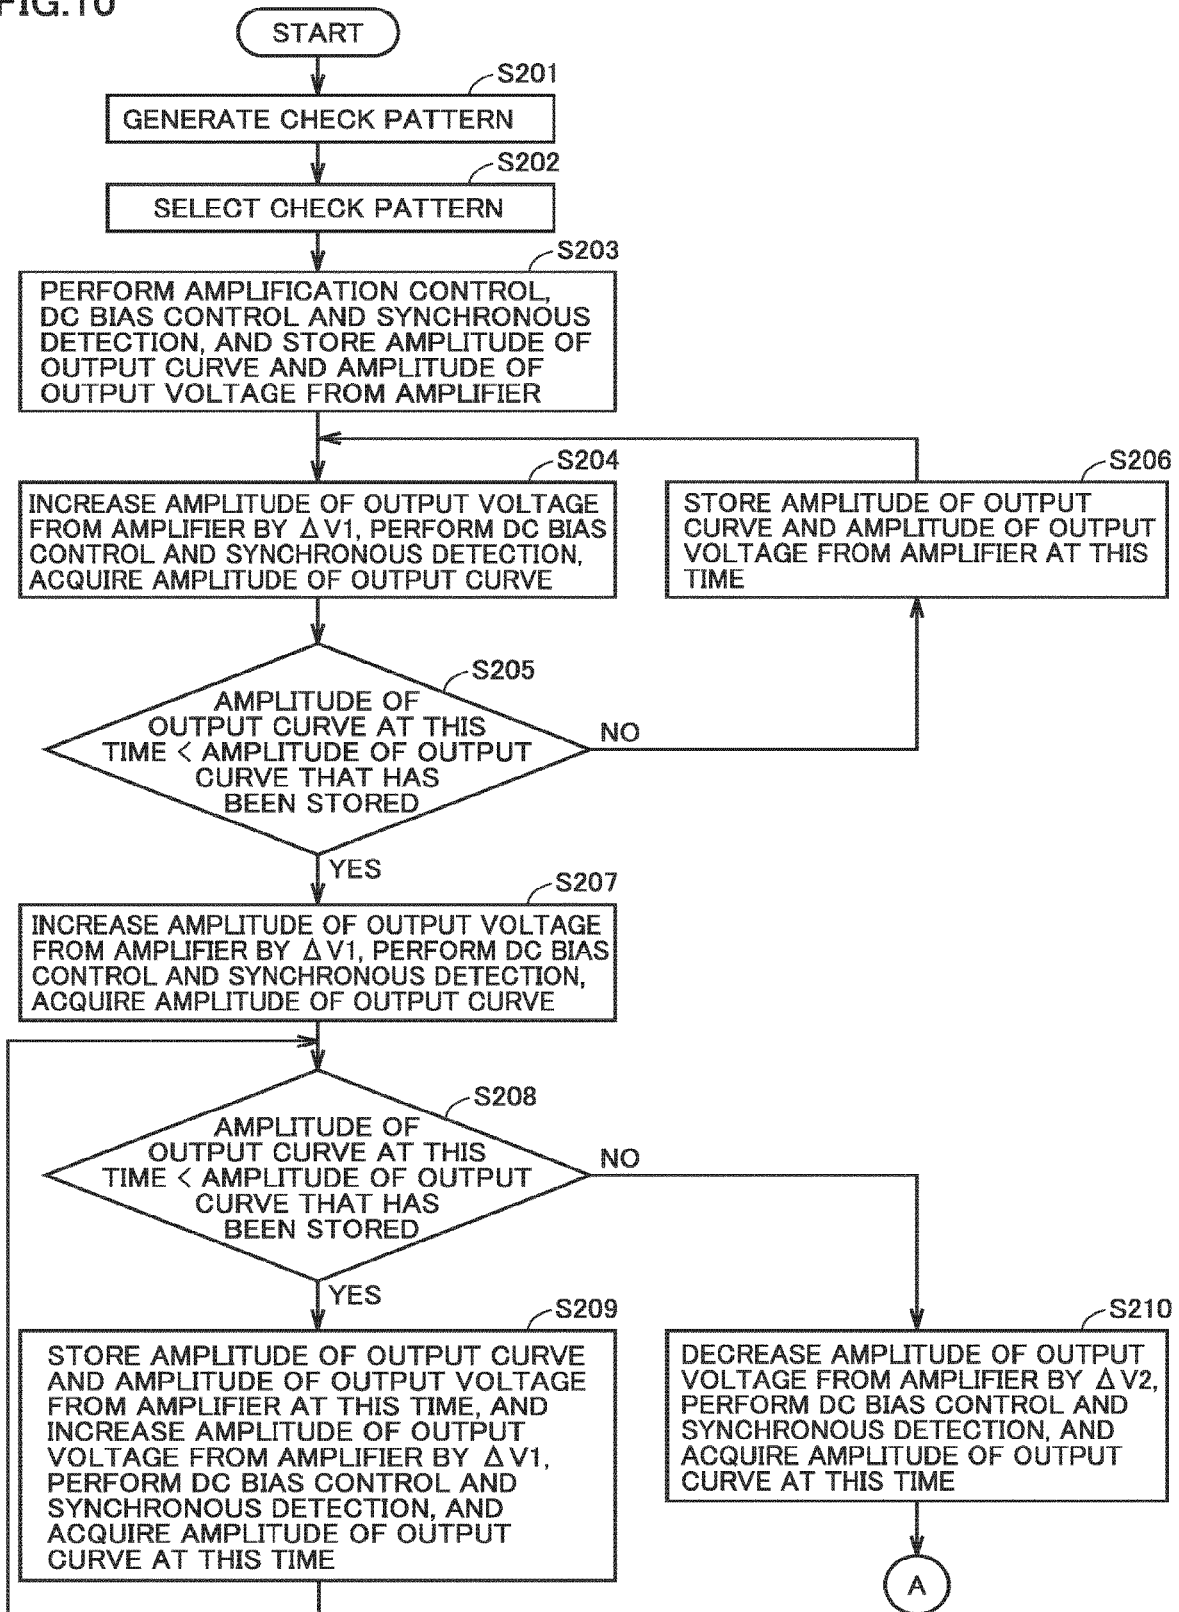 FIG.10
START
S201
GENERATE CHECK PATTERN
S202
SELECT CHECK PATTERN
S203
PERFORM AMPLIFICATION CONTROL,
DC BIAS CONTROL AND SYNCHRONOUS
DETECTION, AND STORE AMPLITUDE OF
OUTPUT CURVE AND AMPLITUDE OF
OUTPUT VOLTAGE FROM AMPLIFIER
S204
INCREASE AMPLITUDE OF OUTPUT VOLTAGE
FROM AMPLIFIER BY ΔV1, PERFORM DC BIAS
CONTROL AND SYNCHRONOUS DETECTION,
ACQUIRE AMPLITUDE OF OUTPUT CURVE
S206
STORE AMPLITUDE OF OUTPUT
CURVE AND AMPLITUDE OF OUTPUT
VOLTAGE FROM AMPLIFIER AT THIS
TIME
S205
AMPLITUDE OF
OUTPUT CURVE AT THIS
TIME < AMPLITUDE OF OUTPUT
CURVE THAT HAS
BEEN STORED
NO
YES
S207
INCREASE AMPLITUDE OF OUTPUT VOLTAGE
FROM AMPLIFIER BY ΔV1, PERFORM DC BIAS
CONTROL AND SYNCHRONOUS DETECTION,
ACQUIRE AMPLITUDE OF OUTPUT CURVE
S208
AMPLITUDE OF
OUTPUT CURVE AT THIS
TIME < AMPLITUDE OF OUTPUT
CURVE THAT HAS
BEEN STORED
NO
YES
S209
STORE AMPLITUDE OF OUTPUT CURVE
AND AMPLITUDE OF OUTPUT VOLTAGE
FROM AMPLIFIER AT THIS TIME, AND
INCREASE AMPLITUDE OF OUTPUT
VOLTAGE FROM AMPLIFIER BY ΔV1,
PERFORM DC BIAS CONTROL AND
SYNCHRONOUS DETECTION, AND
ACQUIRE AMPLITUDE OF OUTPUT
CURVE AT THIS TIME
S210
DECREASE AMPLITUDE OF OUTPUT
VOLTAGE FROM AMPLIFIER BY ΔV2,
PERFORM DC BIAS CONTROL AND
SYNCHRONOUS DETECTION, AND
ACQUIRE AMPLITUDE OF OUTPUT
CURVE AT THIS TIME
A